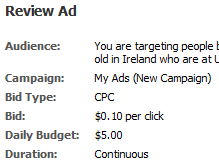 Review Ad
Audience: You are targeting people
old in Ireland who are at
Campaign: My Ads (New Campaign)
Bid Type: CPC
Bid: $0.10 per click
Daily Budget: $5.00
Duration: Continuous